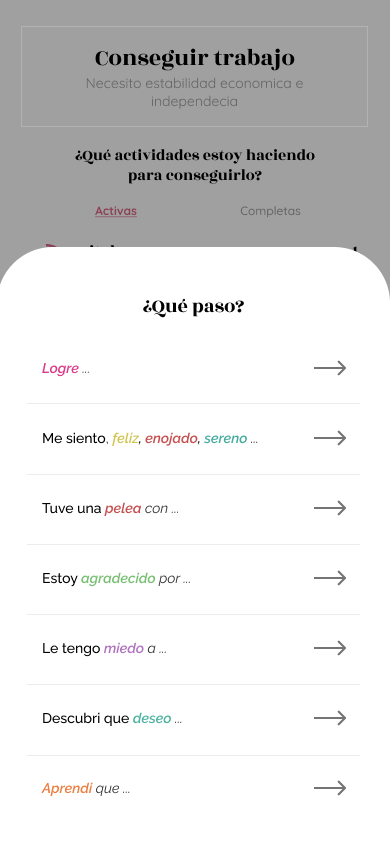 Conseguir trabajo
Necesito estabilidad economica e
independecia
¿Qué actividades estoy haciendo
para conseguirlo?
Activas
Completas
¿Qué paso?
Logre ...
Me siento, feliz, enojado, sereno ...
Tuve una pelea con ...
Estoy agradecido por ...
Le tengo miedo a ...
Descubri que deseo ...
Aprendi que ...